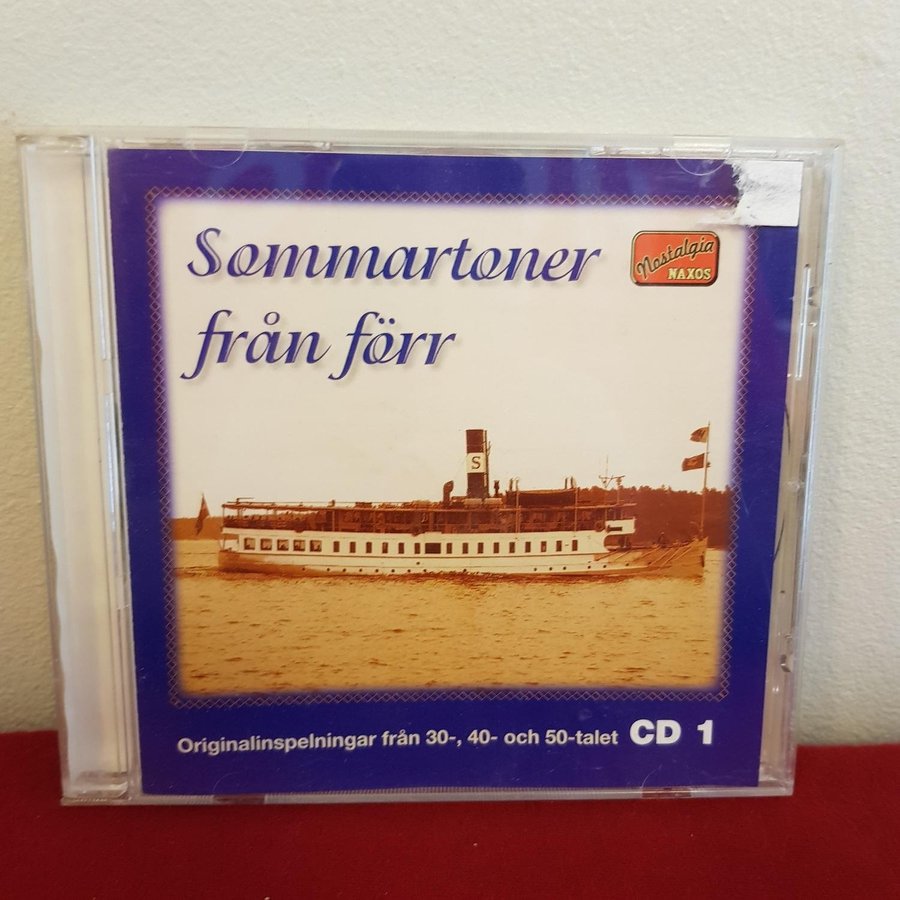 Sommartoner
från förr
Nostalgia
NAXOS
S
Originalinspelningar från 30-, 40- och 50-talet CD 1